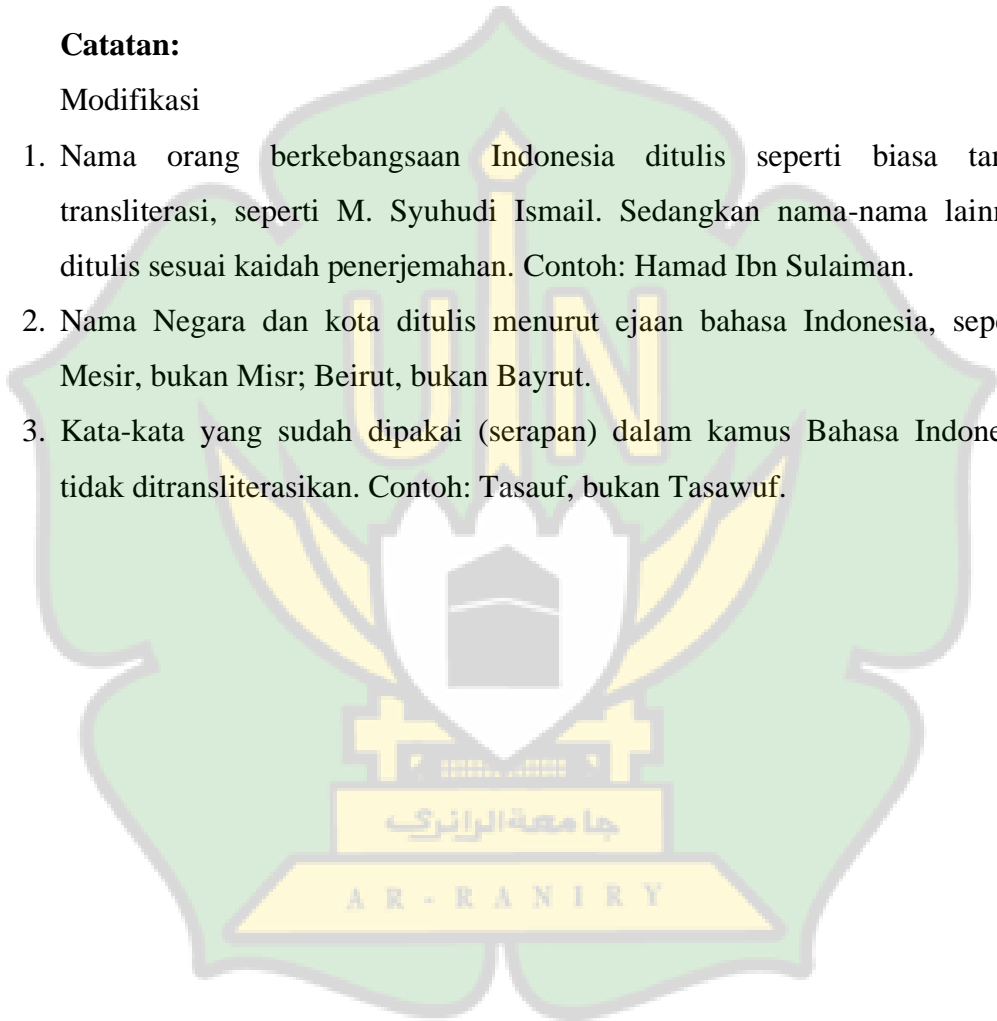 Catatan:
Modifikasi
1. Nama orang berkebangsaan Indonesia ditulis seperti biasa tan
transliterasi, seperti M. Syuhudi Ismail. Sedangkan nama-nama lainn
ditulis sesuai kaidah penerjemahan. Contoh: Hamad Ibn Sulaiman.
2. Nama Negara dan kota ditulis menurut ejaan bahasa Indonesia, sepe
Mesir, bukan Misr; Beirut, bukan Bayrut.
3. Kata-kata yang sudah dipakai (serapan) dalam kamus Bahasa Indone
tidak ditransliterasikan. Contoh: Tasauf, bukan Tasawuf.
UIN
جامعة الرانري
AR-RANIRY